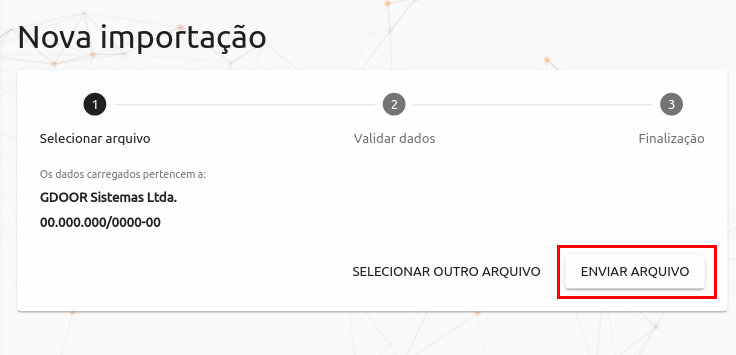 Nova importação
1
2
3
Selecionar arquivo
Validar dados
Finalização
Os dados carregados pertencem a:
GDOOR Sistemas Ltda.
00.000.000/0000-00
SELECIONAR OUTRO ARQUIVO
ENVIAR ARQUIVO